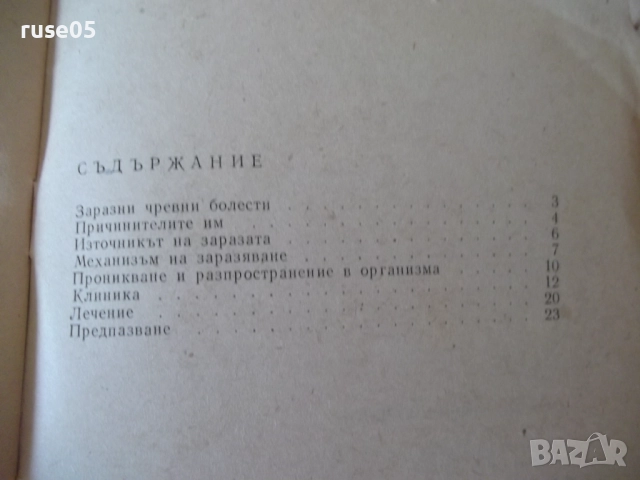 ruse05
СЪДЪРЖАНИЕ
Заразни чревни болести . . . . . . . . . . 3
Причинителите им . . . . . . . . . . 4
Източникът на заразата . . . . . . . . . . 6
Механизъм на заразяване . . . . . . . . . . 7
Проникване и разпространение в организма . . . . 10
Клиника . . . . . . . . . . 12
Лечение . . . . . . . . . . 20
Предпазване . . . . . . . . . . 23
BAZAR